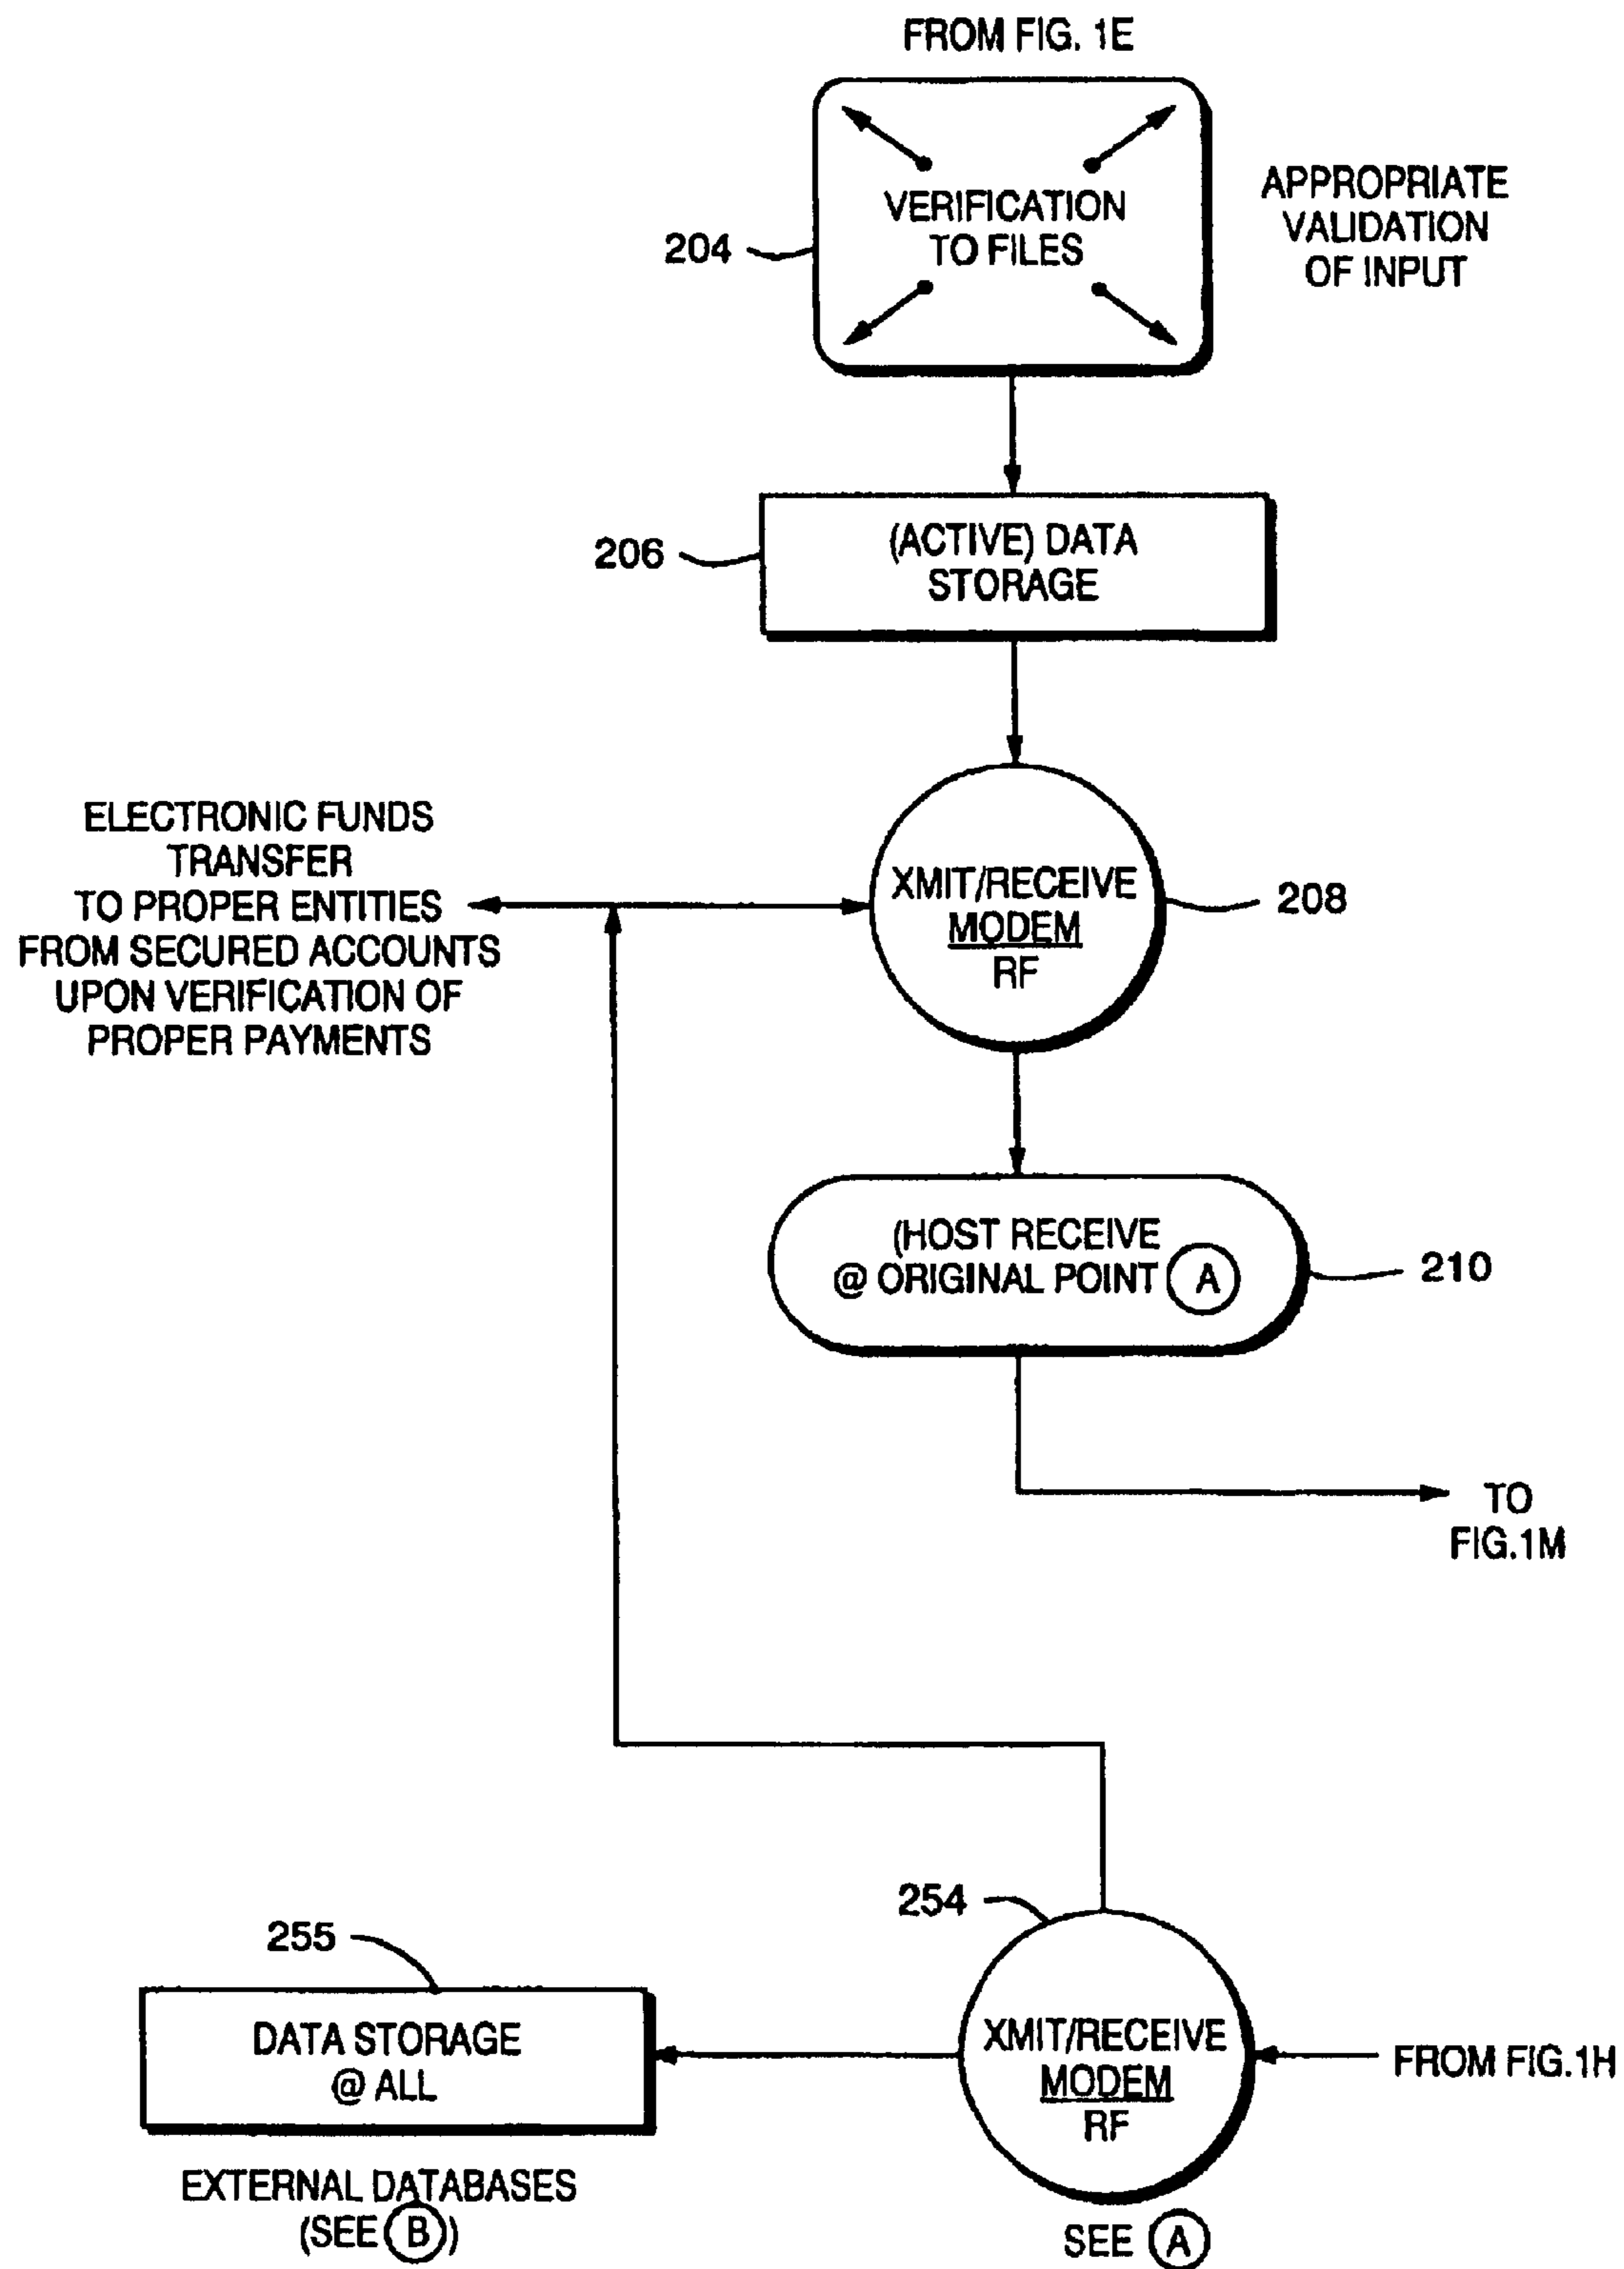 FROM FIG. 1E
VERIFICATION
TO FILES
204
APPROPRIATE
VALIDATION
OF INPUT
206
(ACTIVE) DATA
STORAGE
ELECTRONIC FUNDS
TRANSFER
TO PROPER ENTITIES
FROM SECURED ACCOUNTS
UPON VERIFICATION OF
PROPER PAYMENTS
XMIT/RECEIVE
MODEM
RF
208
(HOST RECEIVE
@ ORIGINAL POINT A
210
TO
FIG.1M
254
255
DATA STORAGE
@ ALL
EXTERNAL DATABASES
(SEE B)
XMIT/RECEIVE
MODEM
RF
SEE A
FROM FIG.1H